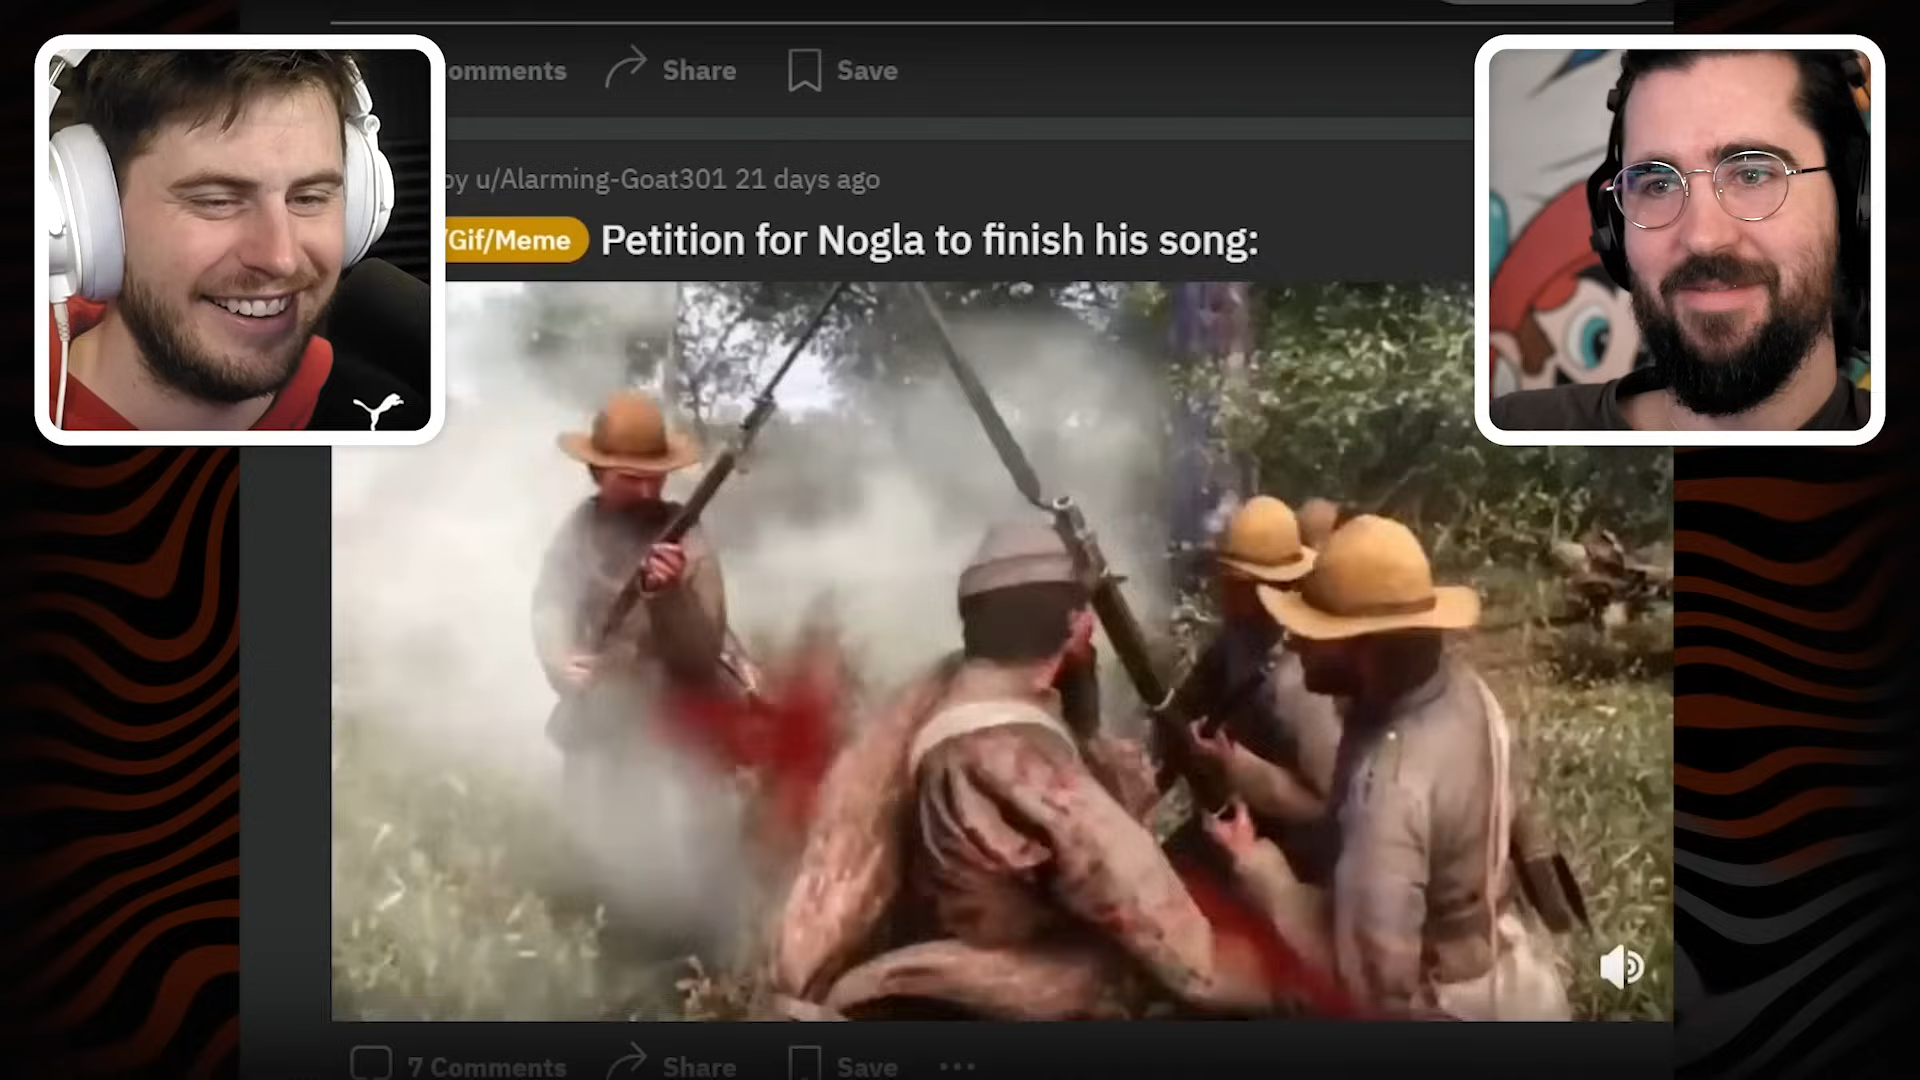 omments Share Save
by u/Alarming-Goat301 21 days ago
/Gif/Meme Petition for Nogla to finish his song:
7 Comments Share Save ...